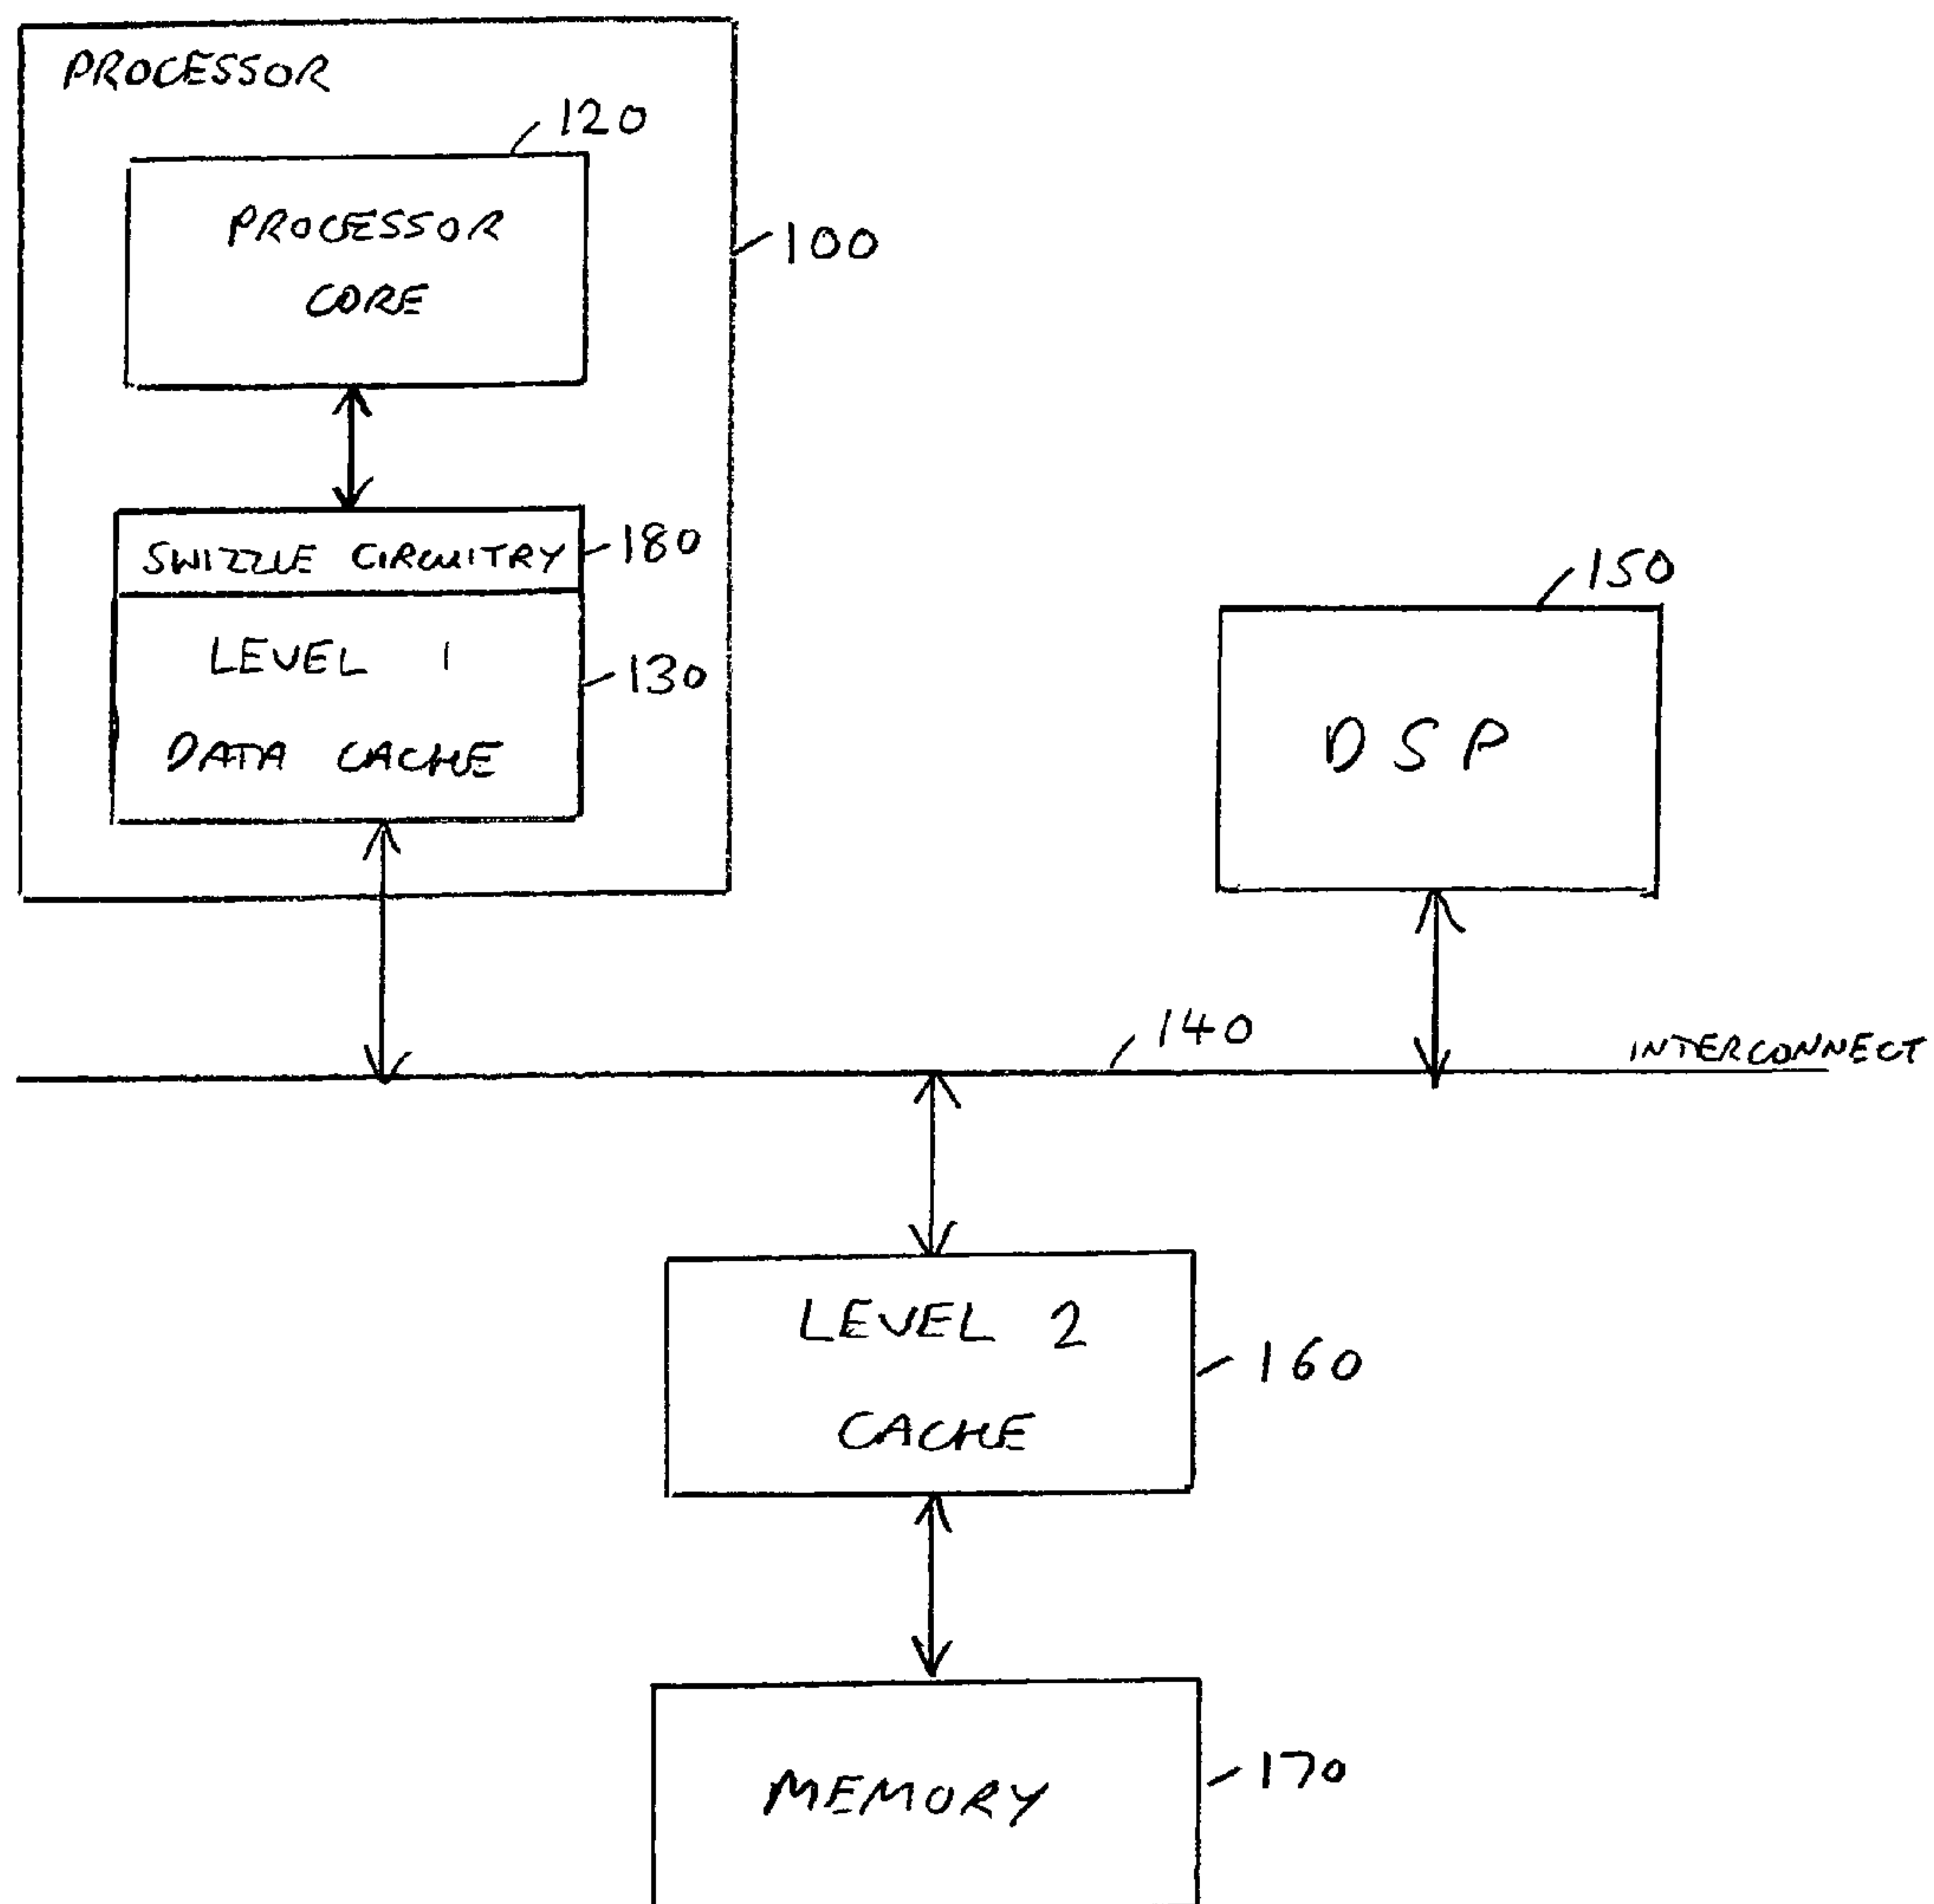 PROCESSOR
120
PROCESSOR
CORE
100
SWIZZLE CIRCUITRY
180
LEVEL 1
130
DATA CACHE
150
DSP
140
INTERCONNECT
LEVEL 2
160
CACHE
MEMORY
170